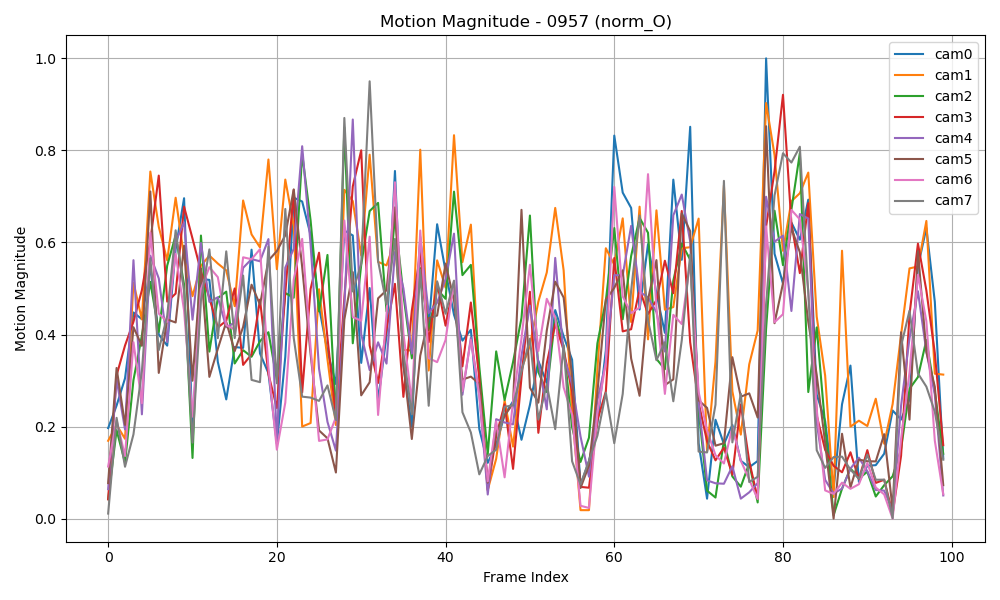 Motion Magnitude - 0957 (norm_O)
Motion Magnitude
1.0
0.8
0.6
0.4
0.2
0.0
0
20
40
60
80
100
Frame Index
cam0
cam1
cam2
cam3
cam4
cam5
cam6
cam7